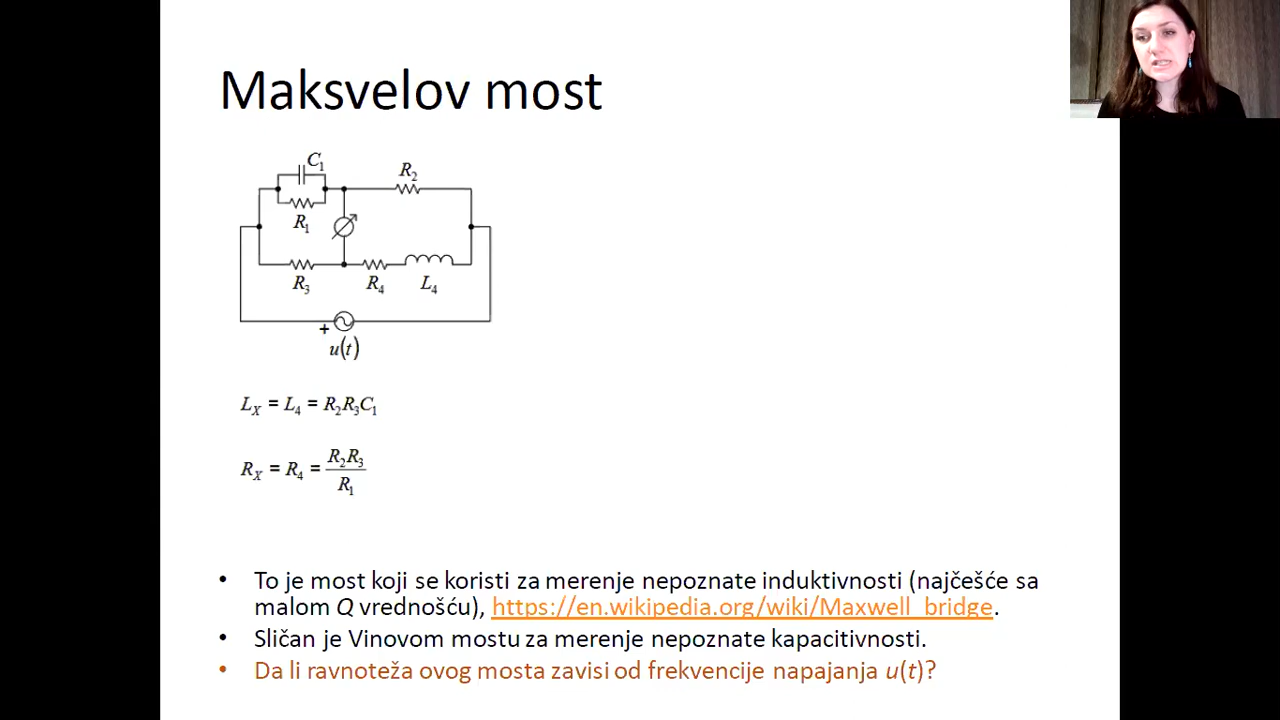 Maksvelov most
C₁
R₂
R₁
R₃
R₄
L₄
+
u(t)
L_X = L₄ = R₂R₃C₁
R_X = R₄ = R₂R₃ / R₁
• To je most koji se koristi za merenje nepoznate induktivnosti (najčešće sa
malom Q vrednošću), https://en.wikipedia.org/wiki/Maxwell_bridge.
• Sličan je Vinovom mostu za merenje nepoznate kapacitivnosti.
• Da li ravnoteža ovog mosta zavisi od frekvencije napajanja u(t)?